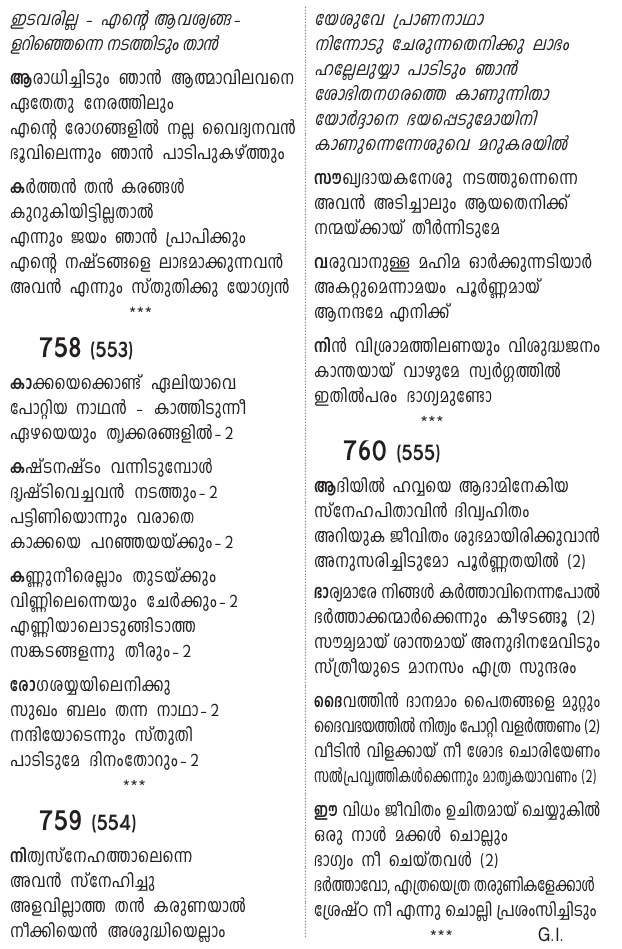 ഇടവരില്ല – എന്റെ ആവശ്യങ്ങ–
ളറിഞ്ഞെന്നെ നടത്തിടും താൻ
ആരാധിച്ചിടും ഞാൻ ആത്മാവിലവനെ
ഏതേതു നേരത്തിലും
എന്റെ രോഗങ്ങളിൽ നല്ല വൈദ്യനവൻ
ഭൂവിലെന്നും ഞാൻ പാടിപുകഴ്ത്തും
കർത്തൻ തൻ കരങ്ങൾ
കുറുകിയിട്ടില്ലതാൽ
എന്നും ജയം ഞാൻ പ്രാപിക്കും
എന്റെ നഷ്ടങ്ങളെ ലാഭമാക്കുന്നവൻ
അവൻ എന്നും സ്തുതിക്കു യോഗ്യൻ
***
758 (553)
കാക്കയെക്കൊണ്ട് ഏലിയാവെ
പോറ്റിയ നാഥൻ – കാത്തിടുന്നീ
ഏഴയെയും തൃക്കരങ്ങളിൽ–2
കഷ്ടനഷ്ടം വന്നിടുമ്പോൾ
ദൃഷ്ടിവെച്ചവൻ നടത്തും–2
പട്ടിണിയൊന്നും വരാതെ
കാക്കയെ പറഞ്ഞയയ്ക്കും–2
കണ്ണുനീരെല്ലാം തുടയ്ക്കും
വിണ്ണിലെന്നെയും ചേർക്കും–2
എണ്ണിയാലൊടുങ്ങിടാത്ത
സങ്കടങ്ങളന്നു തീരും–2
രോഗശയ്യയിലെനിക്കു
സുഖം ബലം തന്ന നാഥാ–2
നന്ദിയോടെന്നും സ്തുതി
പാടിടുമേ ദിനംതോറും–2
***
759 (554)
നിത്യസ്നേഹത്താലെന്നെ
അവൻ സ്നേഹിച്ചു
അളവില്ലാത്ത തൻ കരുണയാൽ
നീക്കിയെൻ അശുദ്ധിയെല്ലാം
യേശുവേ പ്രാണനാഥാ
നിന്നോടു ചേരുന്നതെനിക്കു ലാഭം
ഹല്ലേലുയ്യാ പാടിടും ഞാൻ
ശോഭിതനഗരത്തെ കാണുന്നിതാ
യോർദ്ദാനെ ഭയപ്പെടുമോയിനി
കാണുന്നെന്നേശുവെ മറുകരയിൽ
സൗഖ്യദായകനേശു നടത്തുന്നെന്നെ
അവൻ അടിച്ചാലും ആയതെനിക്ക്
നന്മയ്ക്കായ് തീർന്നിടുമേ
വരുവാനുള്ള മഹിമ ഓർക്കുന്നടിയാർ
അകറ്റുമെന്നാമയം പൂർണ്ണമായ്
ആനന്ദമേ എനിക്ക്
നിൻ വിശ്രാമത്തിലണയും വിശുദ്ധജനം
കാന്തയായ് വാഴുമേ സ്വർഗ്ഗത്തിൽ
ഇതിൽപരം ഭാഗ്യമുണ്ടോ
***
760 (555)
ആദിയിൽ ഹവ്വയെ ആദാമിനേകിയ
സ്നേഹപിതാവിൻ ദിവ്യഹിതം
അറിയുക ജീവിതം ശുഭമായിരിക്കുവാൻ
അനുസരിച്ചിടുമോ പൂർണ്ണതയിൽ (2)
ഭാര്യമാരേ നിങ്ങൾ കർത്താവിനെന്നപോൽ
ഭർത്താക്കന്മാർക്കെന്നും കീഴടങ്ങൂ (2)
സൗമ്യമായ് ശാന്തമായ് അനുദിനമേവിടും
സ്ത്രീയുടെ മാനസം എത്ര സുന്ദരം
ദൈവത്തിൻ ദാനമാം പൈതങ്ങളെ മുറ്റും
ദൈവഭയത്തിൽ നിത്യം പോറ്റി വളർത്തണം (2)
വീടിൻ വിളക്കായ് നീ ശോഭ ചൊരിയേണം
സൽപ്രവൃത്തികൾക്കെന്നും മാതൃകയാവണം (2)
ഈ വിധം ജീവിതം ഉചിതമായ് ചെയ്യുകിൽ
ഒരു നാൾ മക്കൾ ചൊല്ലും
ഭാഗ്യം നീ ചെയ്തവൾ (2)
ഭർത്താവോ, എത്രയെത്ര തരുണികളേക്കാൾ
ശ്രേഷ്ഠ നീ എന്നു ചൊല്ലി പ്രശംസിച്ചിടും
*** G.I.